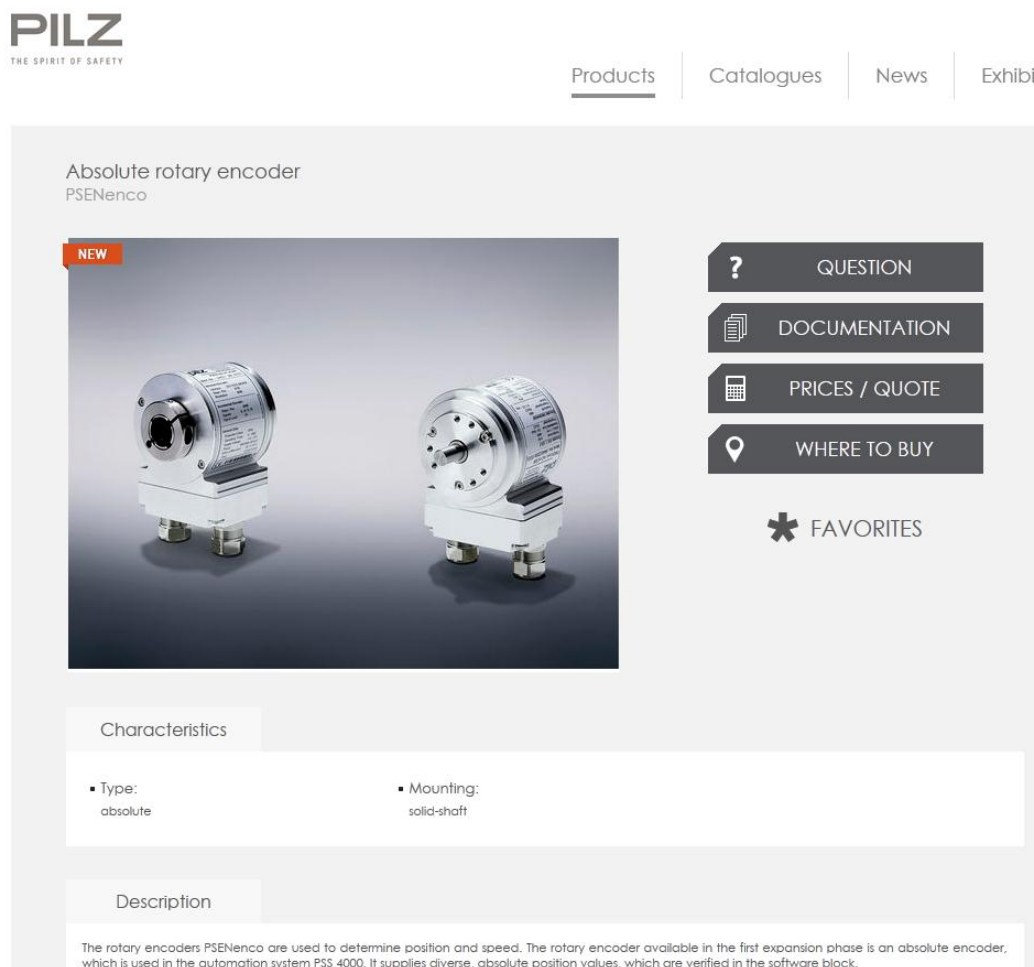 PILZ
THE SPIRIT OF SAFETY
Products
Catalogues
News
Exhibi
Absolute rotary encoder
PSENenco
NEW
? QUESTION
DOCUMENTATION
PRICES / QUOTE
WHERE TO BUY
FAVORITES
Characteristics
▪ Type:
absolute
▪ Mounting:
solid-shaft
Description
The rotary encoders PSENenco are used to determine position and speed. The rotary encoder available in the first expansion phase is an absolute encoder,
which is used in the automation system PSS 4000. It supplies diverse, absolute position values, which are verified in the software block.